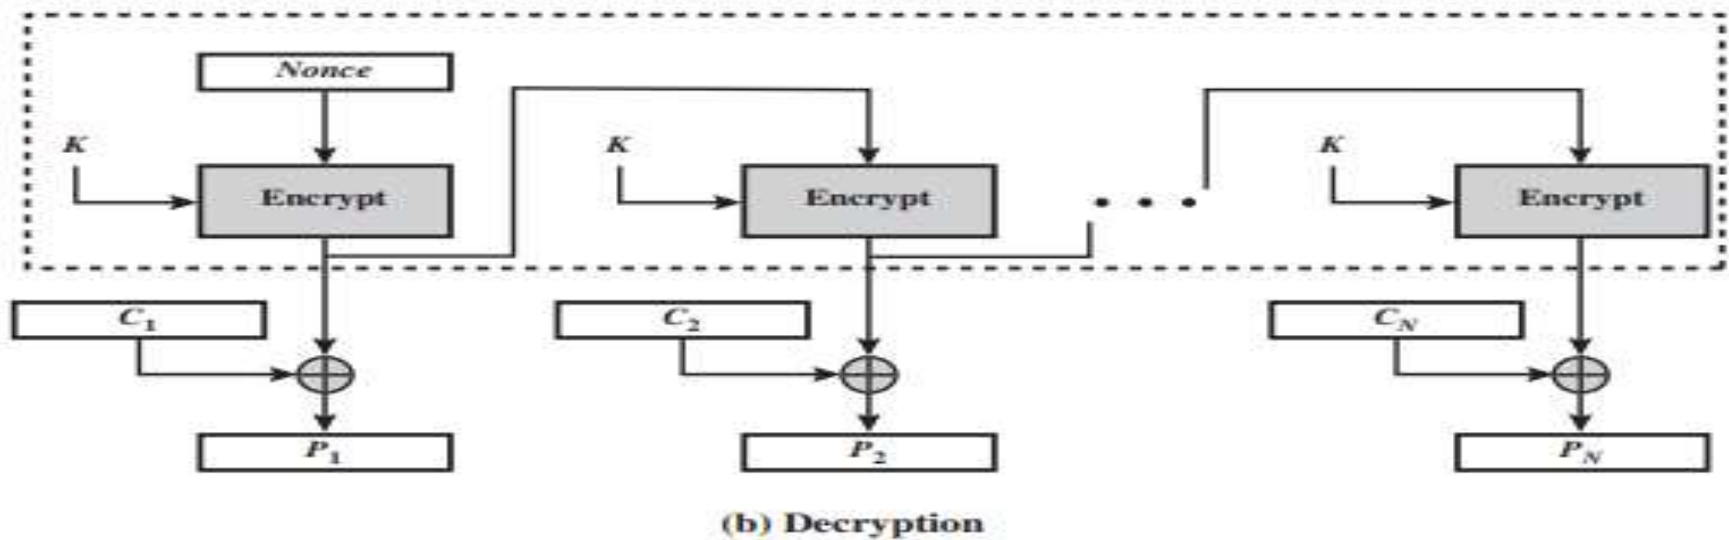 Nonce
K
K
K
Encrypt
Encrypt
Encrypt
C1
C2
CN
P1
P2
PN
(b) Decryption